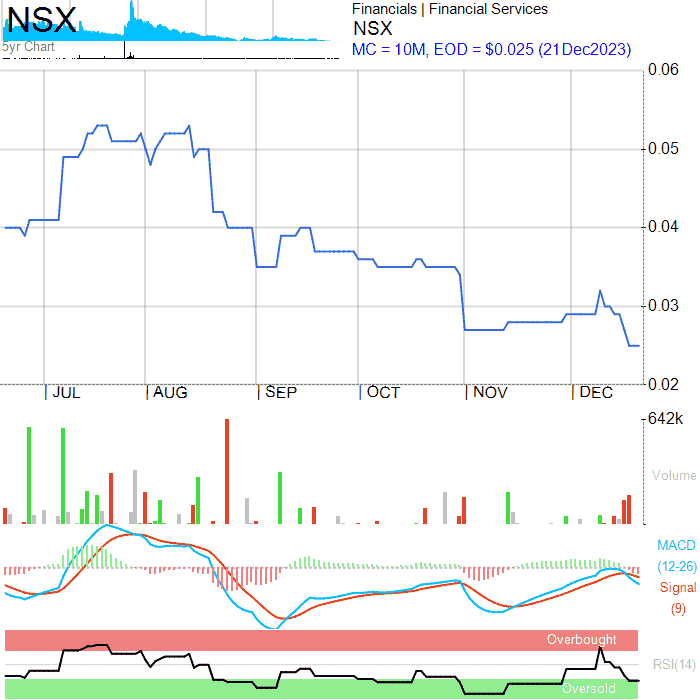 NSX
5yr Chart
Financials | Financial Services
NSX
MC = 10M, EOD = $0.025 (21Dec2023)
0.06
0.05
0.04
0.03
0.02
JUL
AUG
SEP
OCT
NOV
DEC
642k
Volume
MACD
(12-26)
Signal
(9)
Overbought
RSI(14)
Oversold